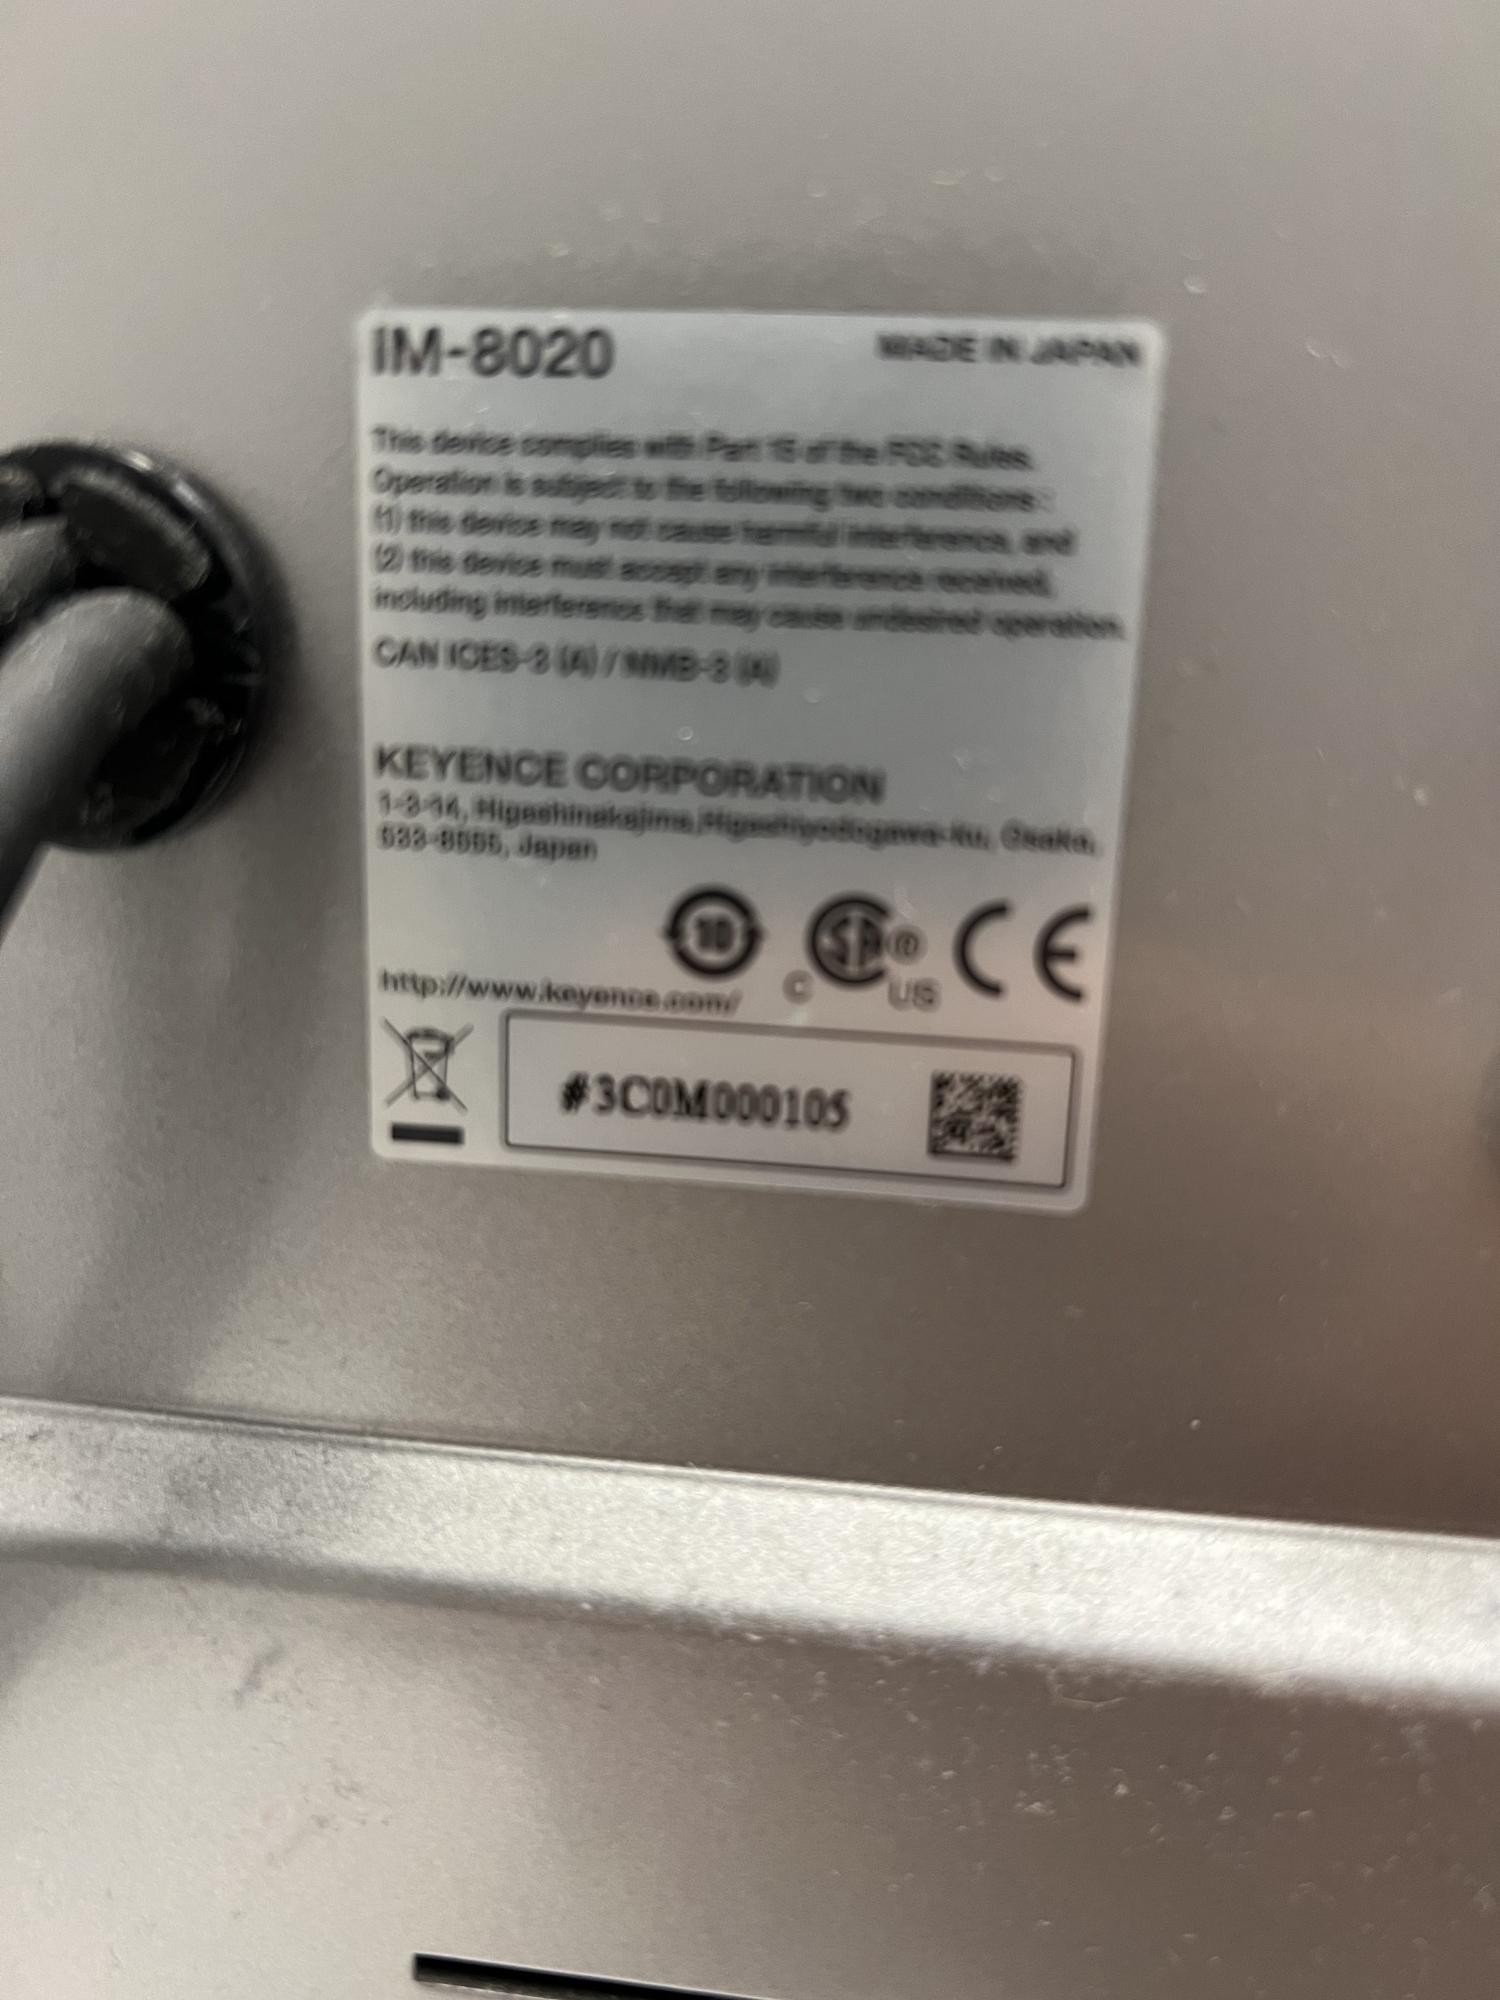 IM-8020
MADE IN JAPAN
This device complies with Part 15 of the FCC Rules.
Operation is subject to the following two conditions :
(1) this device may not cause harmful interference, and
(2) this device must accept any interference received,
including interference that may cause undesired operation.
CAN ICES-3 (A) / NMB-3 (A)
KEYENCE CORPORATION
1-3-14, Higashinakajima, Higashiyodogawa-ku, Osaka,
533-8555, Japan
10
SA ®
C US
CE
http://www.keyence.com/
#3C0M000105